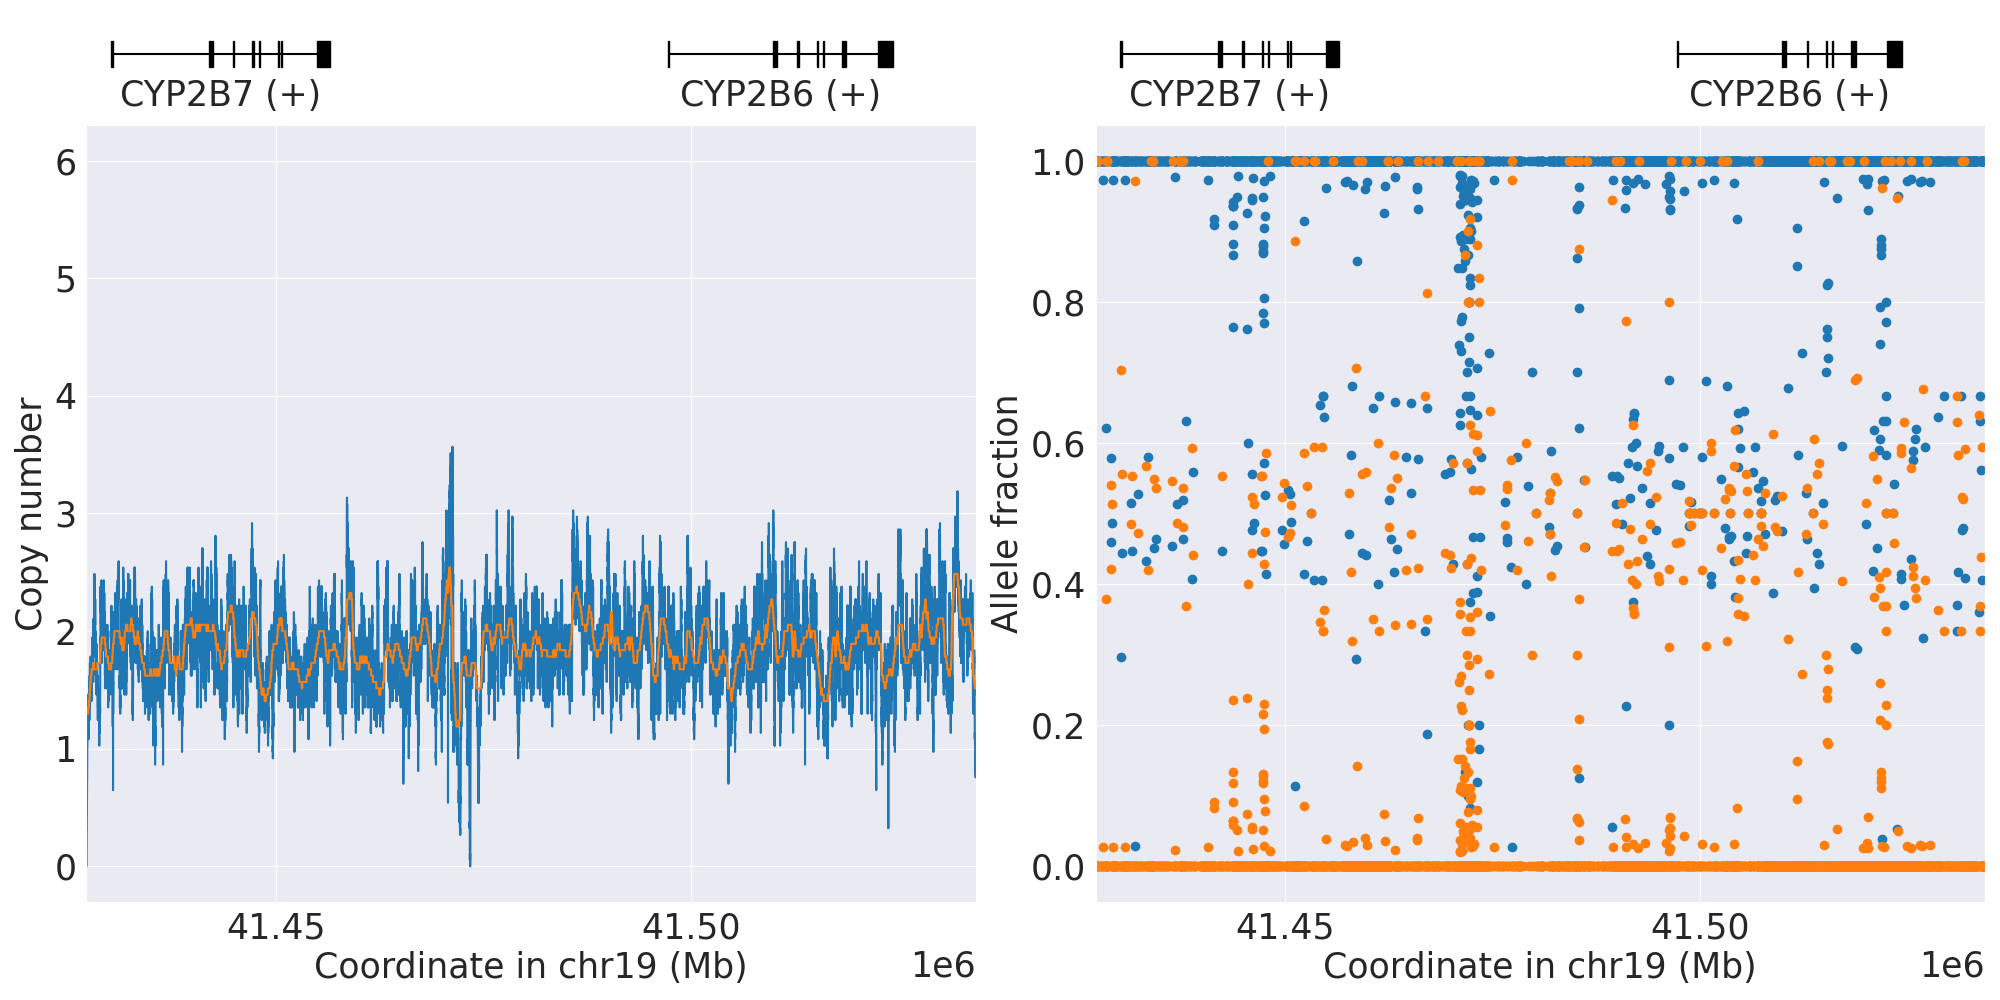 CYP2B7 (+) CYP2B6 (+)
CYP2B7 (+) CYP2B6 (+)
Copy number
6
5
4
3
2
1
0
41.45 41.50
Coordinate in chr19 (Mb) 1e6
Allele fraction
1.0
0.8
0.6
0.4
0.2
0.0
41.45 41.50
Coordinate in chr19 (Mb) 1e6